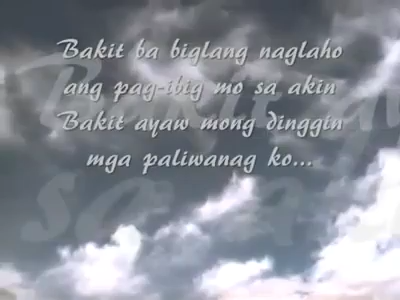 Bakit ba biglang naglaho
ang pag-ibig mo sa akin
Bakit ayaw mong dinggin
mga paliwanag ko...